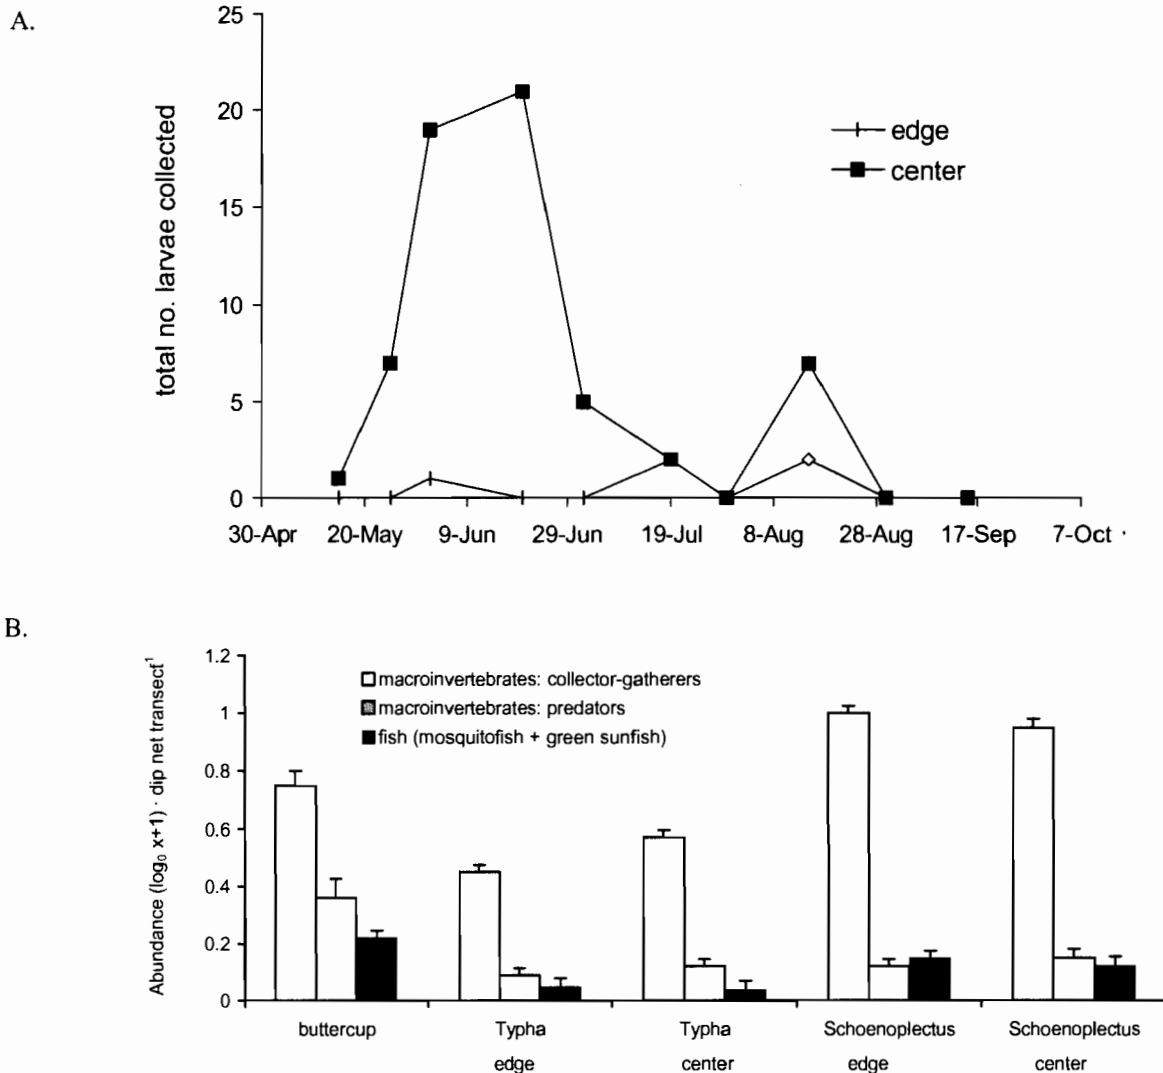 A.
25
20
15
10
5
0
total no. larvae collected
edge
center
30-Apr 20-May 9-Jun 29-Jun 19-Jul 8-Aug 28-Aug 17-Sep 7-Oct
B.
1.2
1
0.8
0.6
0.4
0.2
0
Abundance (log₀ x+1) · dip net transect¹
macroinvertebrates: collector-gatherers
macroinvertebrates: predators
fish (mosquitofish + green sunfish)
buttercup Typha Typha Schoenoplectus Schoenoplectus
edge center edge center